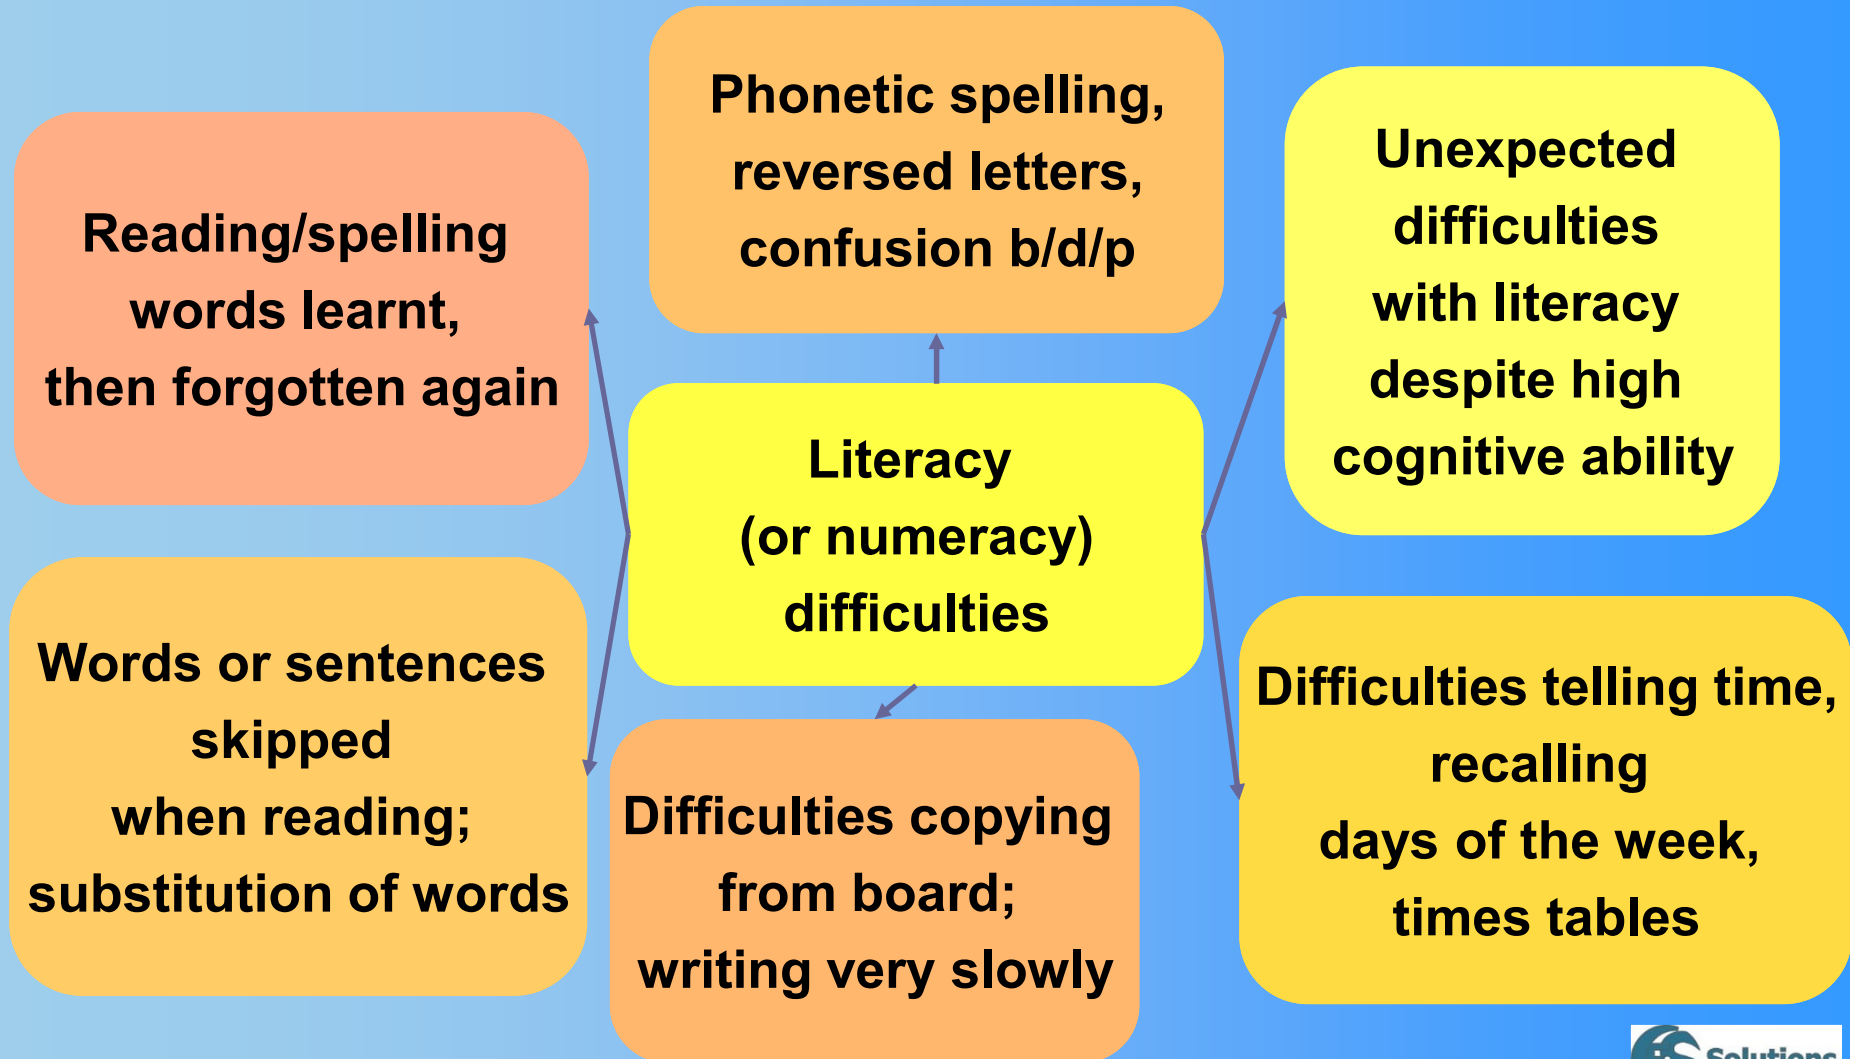 Phonetic spelling,
reversed letters,
confusion b/d/p
Reading/spelling
words learnt,
then forgotten again
Unexpected
difficulties
with literacy
despite high
cognitive ability
Literacy
(or numeracy)
difficulties
Words or sentences
skipped
when reading;
substitution of words
Difficulties copying
from board;
writing very slowly
Difficulties telling time,
recalling
days of the week,
times tables
Solutions